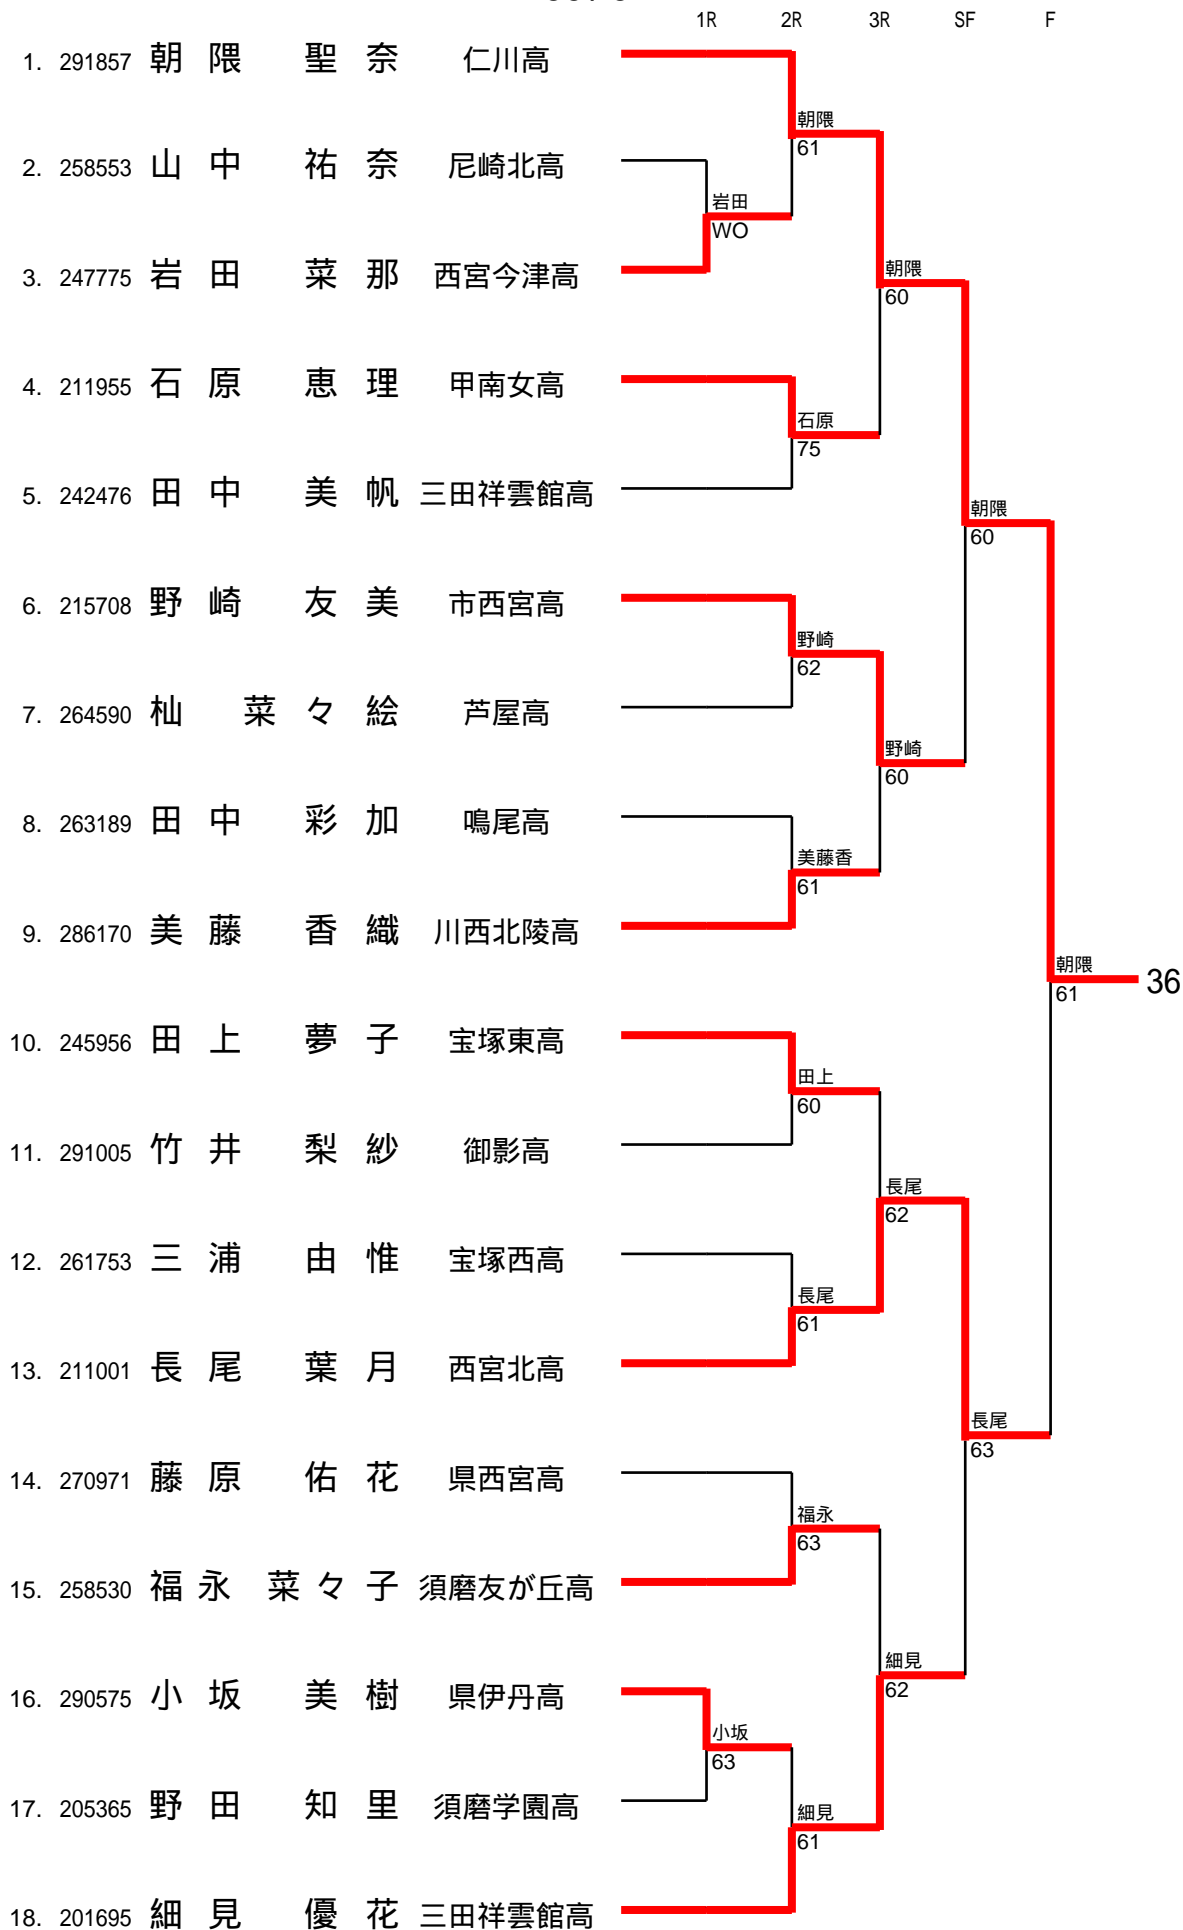 1R 2R 3R SF F
1. 291857 朝 隈 聖 奈 仁川高
朝隈
61
2. 258553 山 中 祐 奈 尼崎北高
岩田
WO
3. 247775 岩 田 菜 那 西宮今津高
朝隈
60
4. 211955 石 原 恵 理 甲南女高
石原
75
5. 242476 田 中 美 帆 三田祥雲館高
朝隈
60
6. 215708 野 崎 友 美 市西宮高
野崎
62
7. 264590 杣 菜 々 絵 芦屋高
野崎
60
8. 263189 田 中 彩 加 鳴尾高
美藤香
61
9. 286170 美 藤 香 織 川西北陵高
朝隈
61
36
10. 245956 田 上 夢 子 宝塚東高
田上
60
11. 291005 竹 井 梨 紗 御影高
長尾
62
12. 261753 三 浦 由 惟 宝塚西高
長尾
61
13. 211001 長 尾 葉 月 西宮北高
長尾
63
14. 270971 藤 原 佑 花 県西宮高
福永
63
15. 258530 福 永 菜 々 子 須磨友が丘高
細見
62
16. 290575 小 坂 美 樹 県伊丹高
小坂
63
17. 205365 野 田 知 里 須磨学園高
細見
61
18. 201695 細 見 優 花 三田祥雲館高